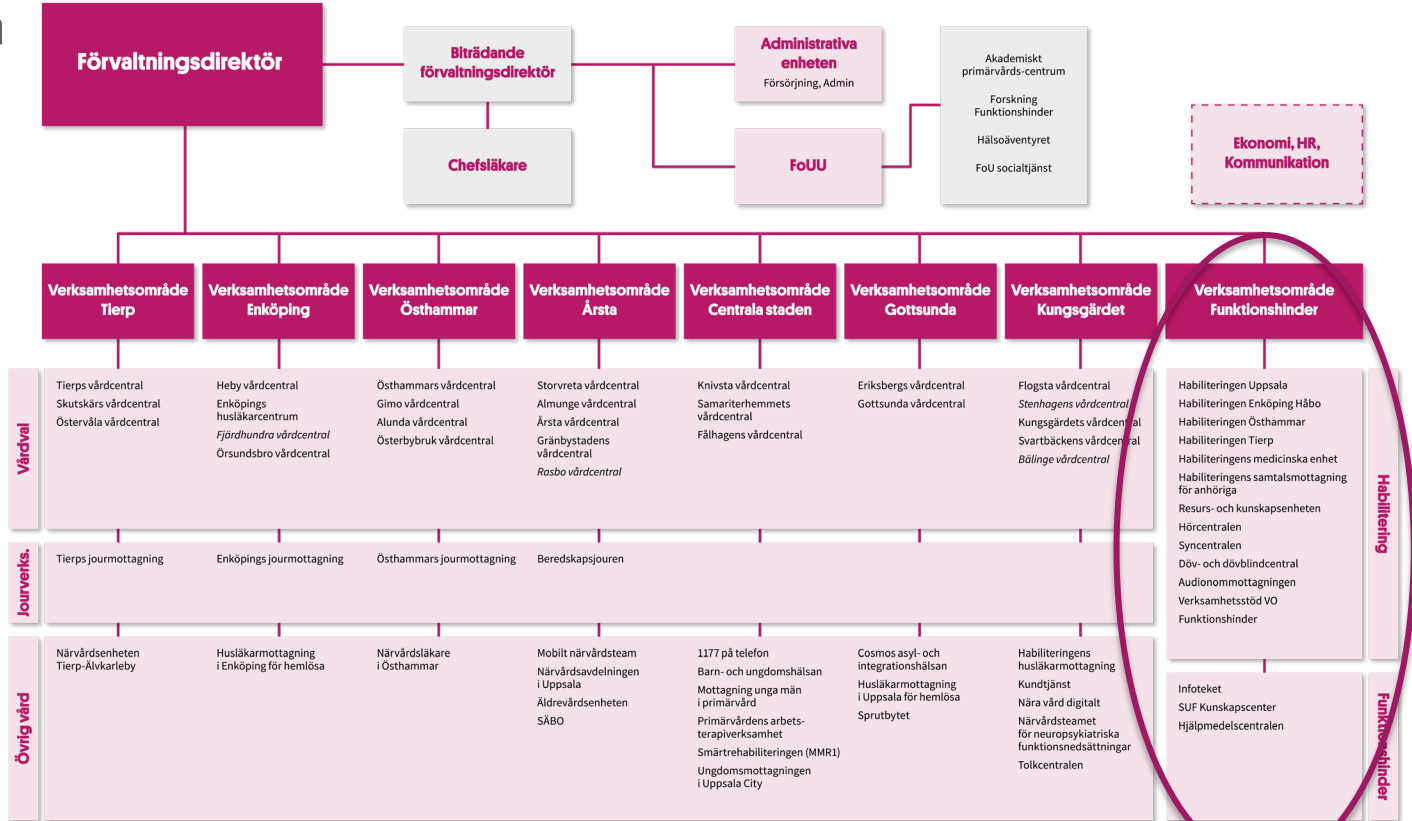 Förvaltningsdirektör
Biträdande
förvaltningsdirektör
Chefsläkare
Administrativa
enheten
Försörjning, Admin
FoUU
Akademiskt
primärvårds-centrum
Forskning
Funktionshinder
Hälsoäventyret
FoU socialtjänst
Ekonomi, HR,
Kommunikation
Verksamhetsområde
Tierp
Verksamhetsområde
Enköping
Verksamhetsområde
Östhammar
Verksamhetsområde
Årsta
Verksamhetsområde
Centrala staden
Verksamhetsområde
Gottsunda
Verksamhetsområde
Kungsgärdet
Verksamhetsområde
Funktionshinder
Vårdval
Tierps vårdcentral
Skutskärs vårdcentral
Östervåla vårdcentral
Heby vårdcentral
Enköpings
husläkarcentrum
Fjärdhundra vårdcentral
Örsundsbro vårdcentral
Östhammars vårdcentral
Gimo vårdcentral
Alunda vårdcentral
Österbybruk vårdcentral
Storvreta vårdcentral
Almunge vårdcentral
Årsta vårdcentral
Gränbystadens
vårdcentral
Rasbo vårdcentral
Knivsta vårdcentral
Samariterhemmets
vårdcentral
Fålhagens vårdcentral
Eriksbergs vårdcentral
Gottsunda vårdcentral
Flogsta vårdcentral
Stenhagens vårdcentral
Kungsgärdets vårdcentral
Svartbäckens vårdcentral
Bälinge vårdcentral
Habiliteringen Uppsala
Habiliteringen Enköping Håbo
Habiliteringen Östhammar
Habiliteringen Tierp
Habiliteringens medicinska enhet
Habiliteringens samtalsmottagning
för anhöriga
Resurs- och kunskapsenheten
Hörcentralen
Syncentralen
Döv- och dövblindcentral
Audionommottagningen
Verksamhetsstöd VO
Funktionshinder
Habilitering
Jourverks.
Tierps jourmottagning
Enköpings jourmottagning
Östhammars jourmottagning
Beredskapsjouren
Övrig vård
Närvårdsenheten
Tierp-Älvkarleby
Husläkarmottagning
i Enköping för hemlösa
Närvårdsläkare
i Östhammar
Mobilt närvårdsteam
Närvårdsavdelningen
i Uppsala
Äldrevårdsenheten
SÄBO
1177 på telefon
Barn- och ungdomshälsan
Mottagning unga män
i primärvård
Primärvårdens arbets-
terapiverksamhet
Smärtrehabiliteringen (MMR1)
Ungdomsmottagningen
i Uppsala City
Cosmos asyl- och
integrationshälsan
Husläkarmottagning
i Uppsala för hemlösa
Sprutbytet
Habiliteringens
husläkarmottagning
Kundtjänst
Nära vård digitalt
Närvårdsteamet
för neuropsykiatriska
funktionsnedsättningar
Tolkcentralen
Infoteket
SUF Kunskapscenter
Hjälpmedelscentralen
Funktionshinder